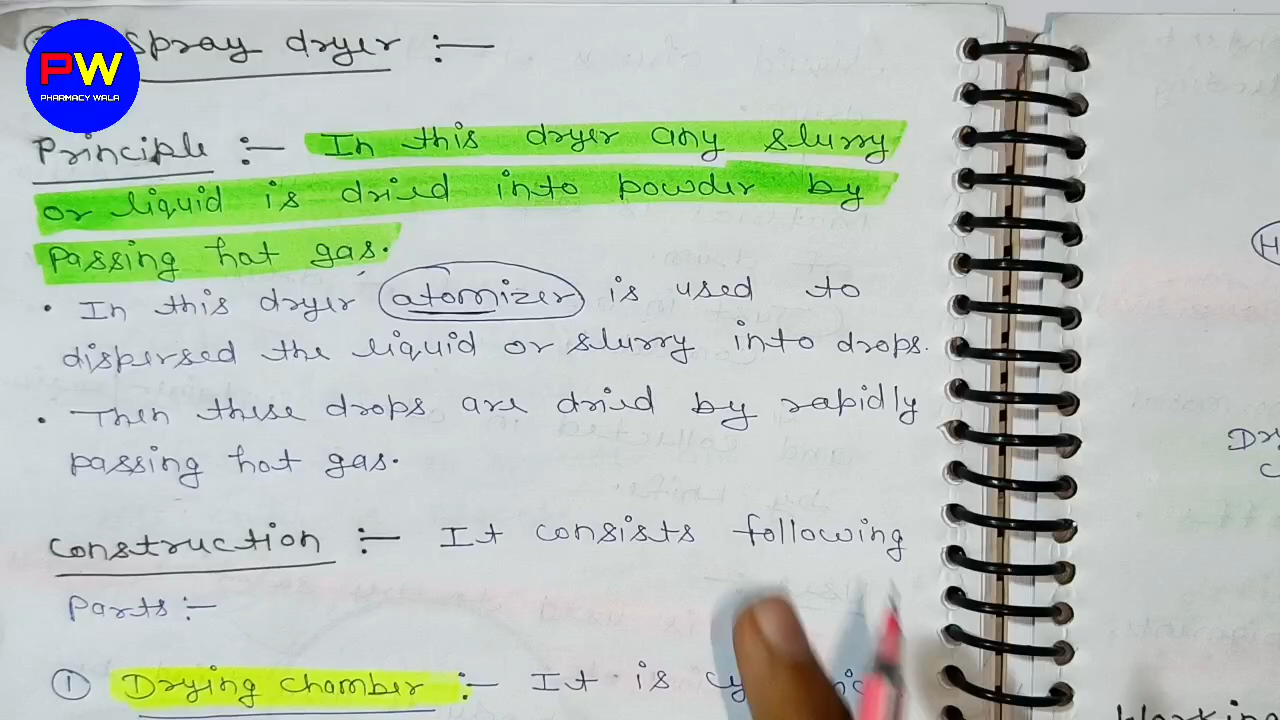 spray dryer :-
PW
PHARMACY WALA
Principle :- In this dryer any slurry
or liquid is dried into powder by
passing hot gas.
• In this dryer atomizer is used to
dispersed the liquid or slurry into drops.
• Then these drops are dried by rapidly
passing hot gas.
Construction :- It consists following
Parts :-
① Drying chamber :- It is